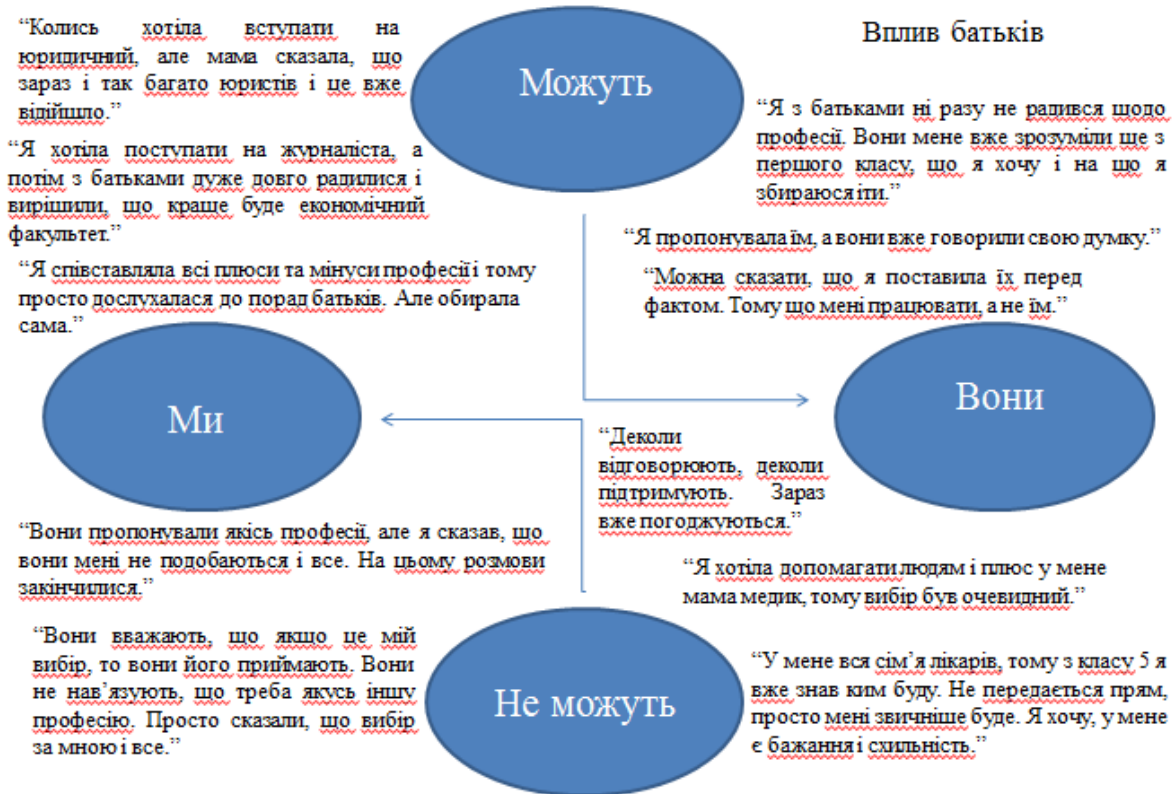 “Колись хотіла вступати на
юридичний, але мама сказала, що
зараз і так багато юристів і це вже
відійшло.”
Можуть
Вплив батьків
“Я з батьками ні разу не радився щодо
професії. Вони мене вже зрозуміли ще з
першого класу, що я хочу і на що я
збираюся іти.”
“Я хотіла поступати на журналіста, а
потім з батьками дуже довго радилися і
вирішили, що краще буде економічний
факультет.”
“Я пропонувала їм, а вони вже говорили свою думку.”
“Я співставляла всі плюси та мінуси професії і тому
просто дослухалася до порад батьків. Але обирала
сама.”
“Можна сказати, що я поставила їх перед
фактом. Тому що мені працювати, а не їм.”
Ми
Вони
“Деколи
відговорюють, деколи
підтримують. Зараз
вже погоджуються.”
“Вони пропонували якісь професії, але я сказав, що
вони мені не подобаються і все. На цьому розмови
закінчилися.”
“Я хотіла допомагати людям і плюс у мене
мама медик, тому вибір був очевидний.”
“Вони вважають, що якщо це мій
вибір, то вони його приймають. Вони
не нав’язують, що треба якусь іншу
професію. Просто сказали, що вибір
за мною і все.”
Не можуть
“У мене вся сім’я лікарів, тому з класу 5 я
вже знав ким буду. Не передається прям,
просто мені звичніше буде. Я хочу, у мене
є бажання і схильність.”